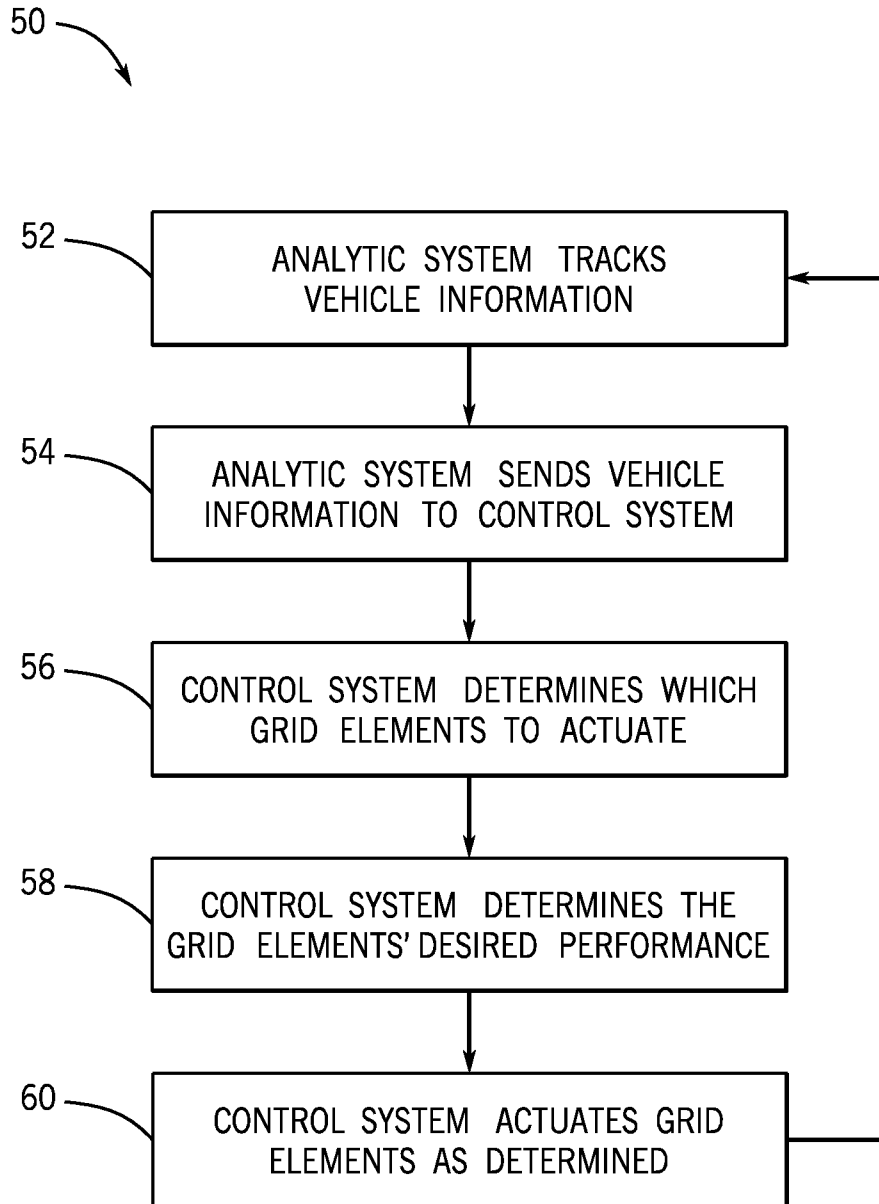 50
52
ANALYTIC SYSTEM TRACKS
VEHICLE INFORMATION
54
ANALYTIC SYSTEM SENDS VEHICLE
INFORMATION TO CONTROL SYSTEM
56
CONTROL SYSTEM DETERMINES WHICH
GRID ELEMENTS TO ACTUATE
58
CONTROL SYSTEM DETERMINES THE
GRID ELEMENTS' DESIRED PERFORMANCE
60
CONTROL SYSTEM ACTUATES GRID
ELEMENTS AS DETERMINED